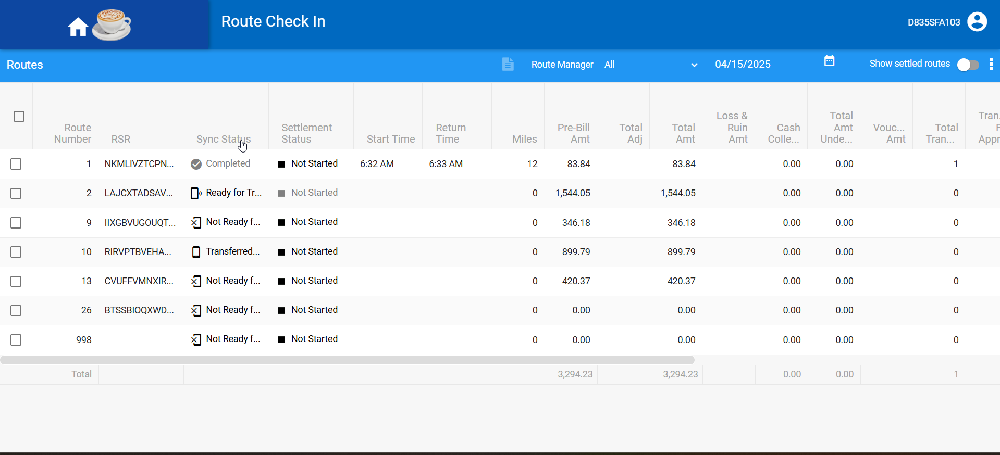 Route Check In
D835SFA103
Routes
Route Manager All 04/15/2025 Show settled routes
Route Number RSR Sync Status Settlement Status Start Time Return Time Miles Pre-Bill Amt Total Adj Total Amt Loss & Ruin Amt Cash Colle... Total Amt Unde... Vouc... Amt Total Tran...
1 NKMLIVZTCPN... Completed Not Started 6:32 AM 6:33 AM 12 83.84 83.84 0.00 0.00 1
2 LAJCXTADSAV... Ready for Tr... Not Started 0 1,544.05 1,544.05 0.00 0.00 0
9 IIXGBVUGOUQT... Not Ready f... Not Started 0 346.18 346.18 0.00 0.00 0
10 RIRVPTBVEHA... Transferred... Not Started 0 899.79 899.79 0.00 0.00 0
13 CVUFFVMNXIR... Not Ready f... Not Started 0 420.37 420.37 0.00 0.00 0
26 BTSSBIOQXWD... Not Ready f... Not Started 0 0.00 0.00 0.00 0.00 0
998 Not Ready f... Not Started 0 0.00 0.00 0.00 0.00 0
Total 3,294.23 3,294.23 0.00 0.00 1